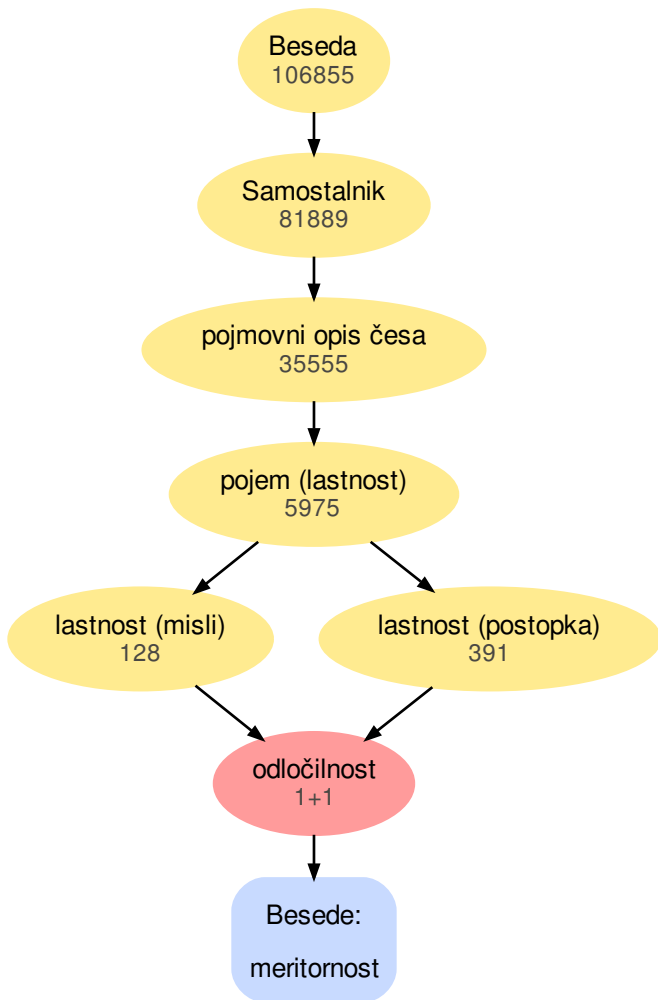 Beseda
106855
Samostalnik
81889
pojmovni opis česa
35555
pojem (lastnost)
5975
lastnost (misli)
128
lastnost (postopka)
391
odločilnost
1+1
Besede:
meritornost